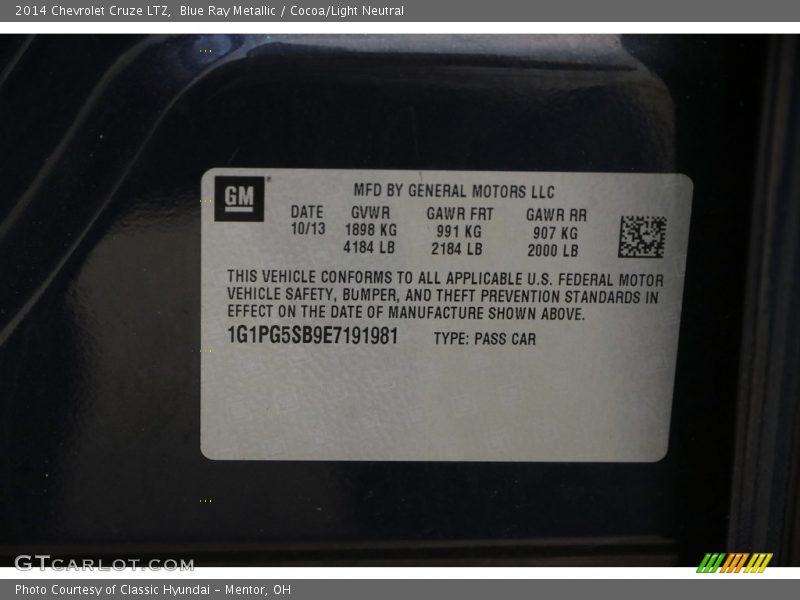 2014 Chevrolet Cruze LTZ,  Blue Ray Metallic / Cocoa/Light Neutral
GM
MFD BY GENERAL MOTORS LLC
DATE GVWR GAWR FRT GAWR RR
10/13 1898 KG 991 KG 907 KG
4184 LB 2184 LB 2000 LB
THIS VEHICLE CONFORMS TO ALL APPLICABLE U.S. FEDERAL MOTOR
VEHICLE SAFETY, BUMPER, AND THEFT PREVENTION STANDARDS IN
EFFECT ON THE DATE OF MANUFACTURE SHOWN ABOVE.
1G1PG5SB9E7191981 TYPE: PASS CAR
GTCARLOT.COM
Photo Courtesy of Classic Hyundai - Mentor, OH